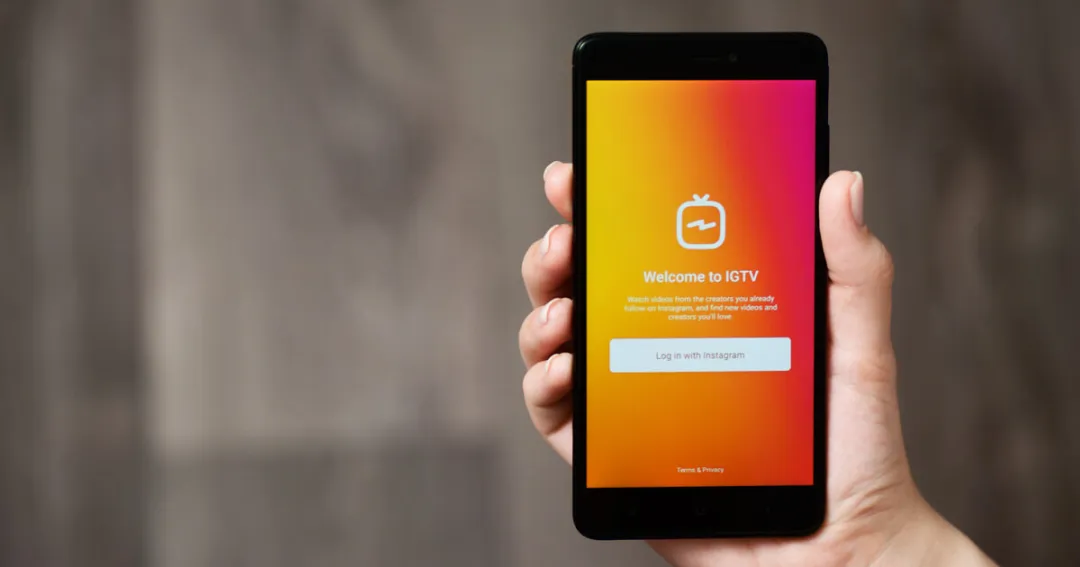 Welcome to IGTV
Watch videos from the creators you already
follow on Instagram, and find new videos and
creators you'll love.
Log in with Instagram
Terms & Privacy